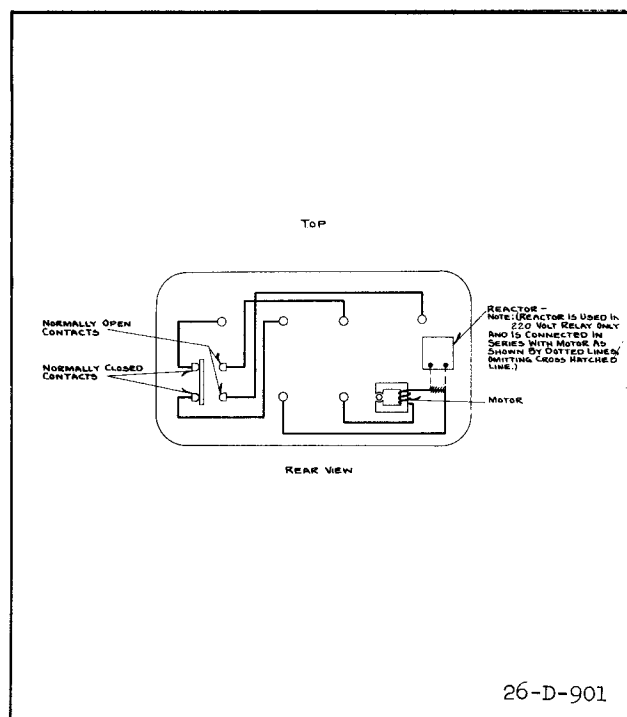 TOP
NORMALLY OPEN
CONTACTS
NORMALLY CLOSED
CONTACTS
REACTOR -
NOTE: (REACTOR IS USED IN
220 VOLT RELAY ONLY
AND IS CONNECTED IN
SERIES WITH MOTOR AS
SHOWN BY DOTTED LINES
OMITTING CROSS HATCHED
LINE.)
MOTOR
REAR VIEW
26-D-901